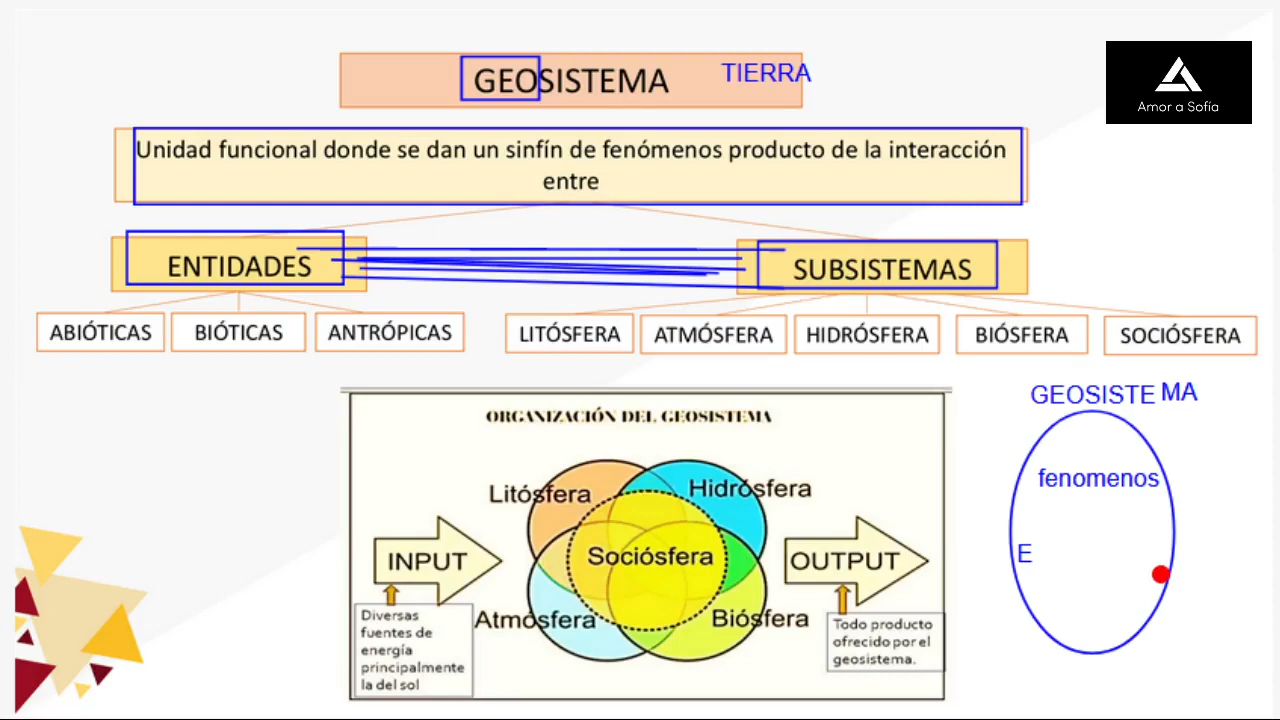 GEOSISTEMA
TIERRA
Amor a Sofía
Unidad funcional donde se dan un sinfín de fenómenos producto de la interacción
entre
ENTIDADES
SUBSISTEMAS
ABIÓTICAS
BIÓTICAS
ANTRÓPICAS
LITÓSFERA
ATMÓSFERA
HIDRÓSFERA
BIÓSFERA
SOCIÓSFERA
ORGANIZACIÓN DEL GEOSISTEMA
Litósfera
Hidrósfera
INPUT
Sociósfera
OUTPUT
Atmósfera
Biósfera
Diversas
fuentes de
energía
principalmente
la del sol
Todo producto
ofrecido por el
geosistema.
GEOSISTE MA
fenomenos
E